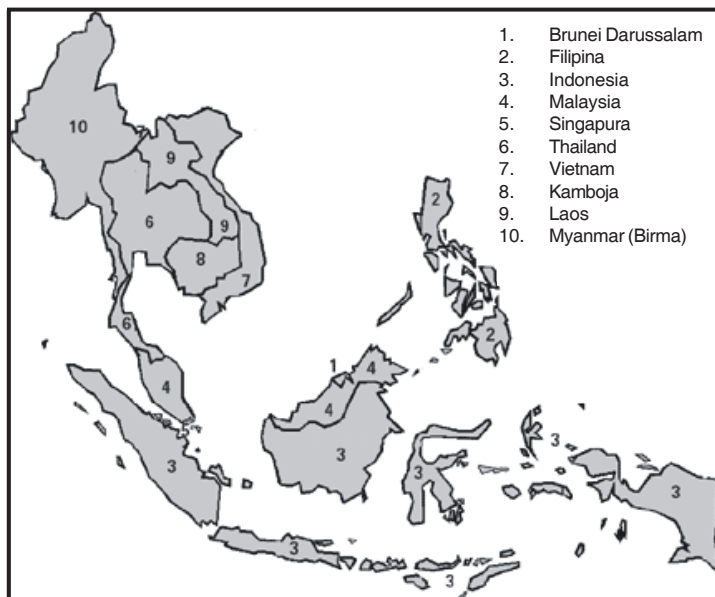 1. Brunei Darussalam
2. Filipina
3. Indonesia
4. Malaysia
5. Singapura
6. Thailand
7. Vietnam
8. Kamboja
9. Laos
10. Myanmar (Birma)
10
9
2
6
9
8
7
6
2
1
4
4
4
5
3
3
3
3
3
3
3